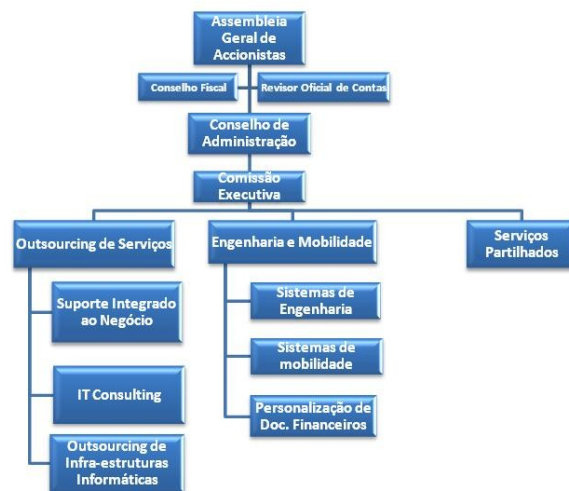 Assembleia
Geral de
Accionistas
Conselho Fiscal
Revisor Oficial de Contas
Conselho de
Administração
Comissão
Executiva
Outsourcing de Serviços
Engenharia e Mobilidade
Serviços
Partilhados
Suporte Integrado
ao Negócio
IT Consulting
Outsourcing de
Infra-estruturas
Informáticas
Sistemas de
Engenharia
Sistemas de
mobilidade
Personalização de
Doc. Financeiros